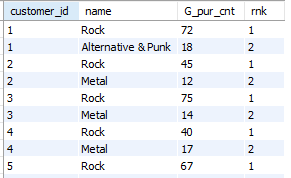 customer_id name G_pur_cnt rnk
1 Rock 72 1
1 Alternative & Punk 18 2
2 Rock 45 1
2 Metal 12 2
3 Rock 75 1
3 Metal 14 2
4 Rock 40 1
4 Metal 17 2
5 Rock 67 1